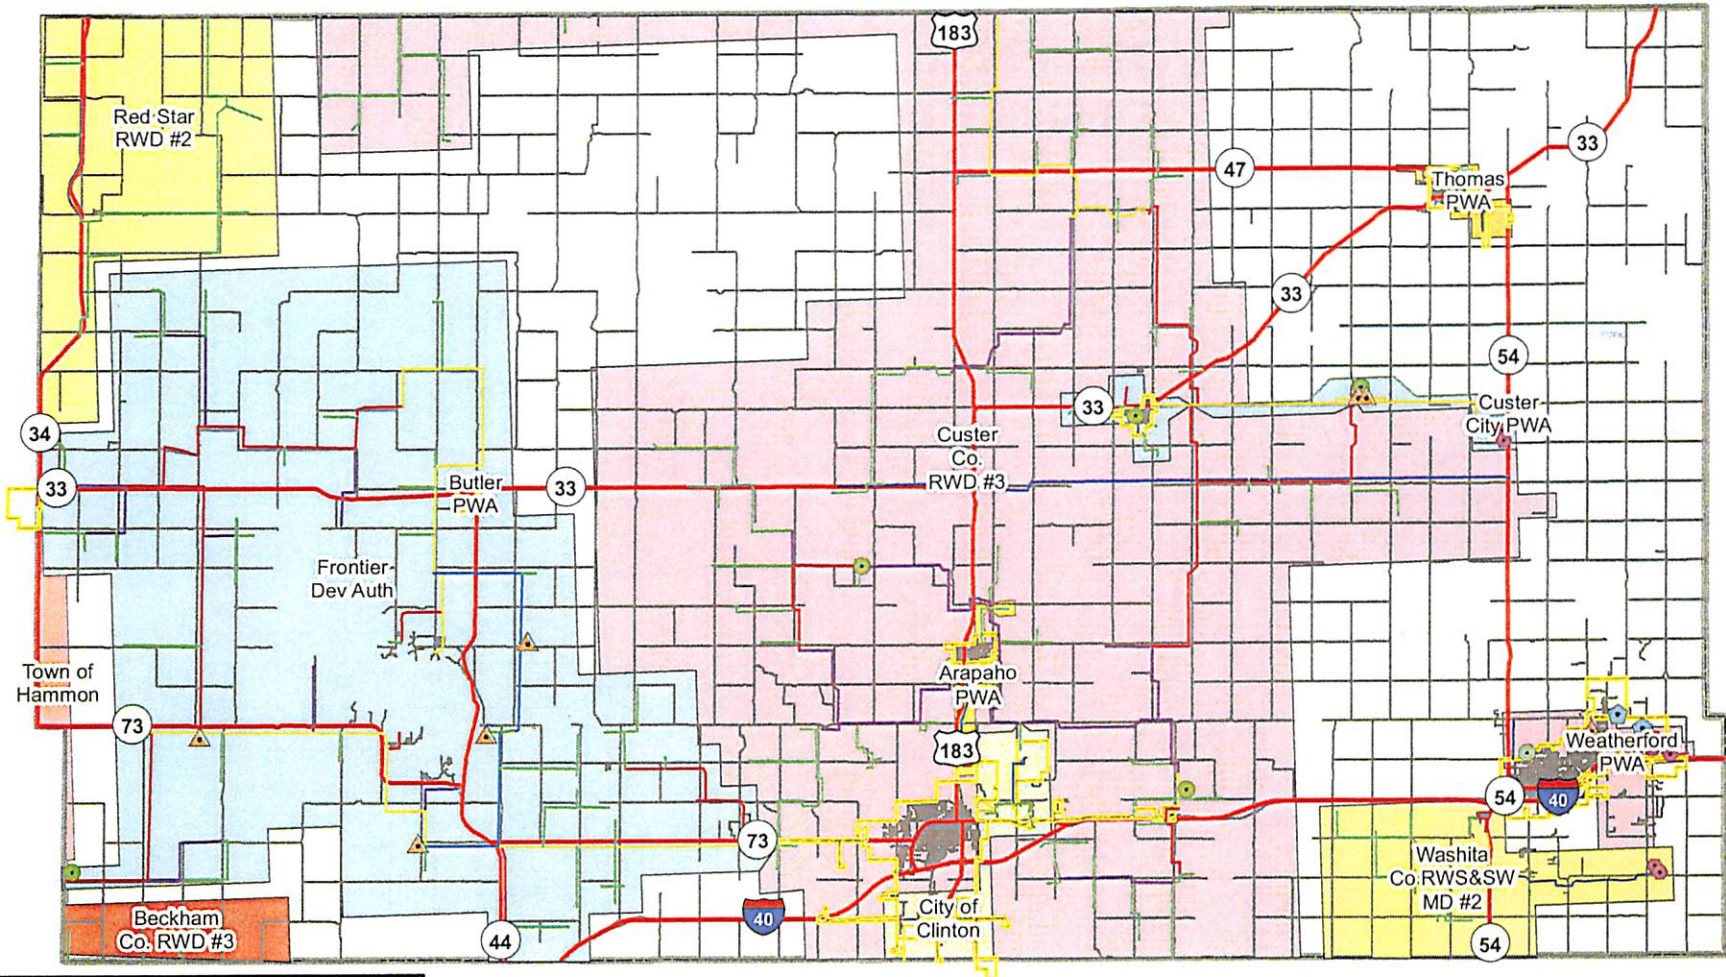 183
Red Star
RWD #2
33
47
Thomas
PWA
33
54
33
Custer
City PWA
34
Custer
Co.
RWD #3
33
Butler
PWA
33
Frontier
Dev Auth
Town of
Hammon
Arapaho
PWA
73
183
Weatherford
PWA
54
40
73
Washita
Co RWS&SW
MD #2
Beckham
Co. RWD #3
40
City of
Clinton
44
54